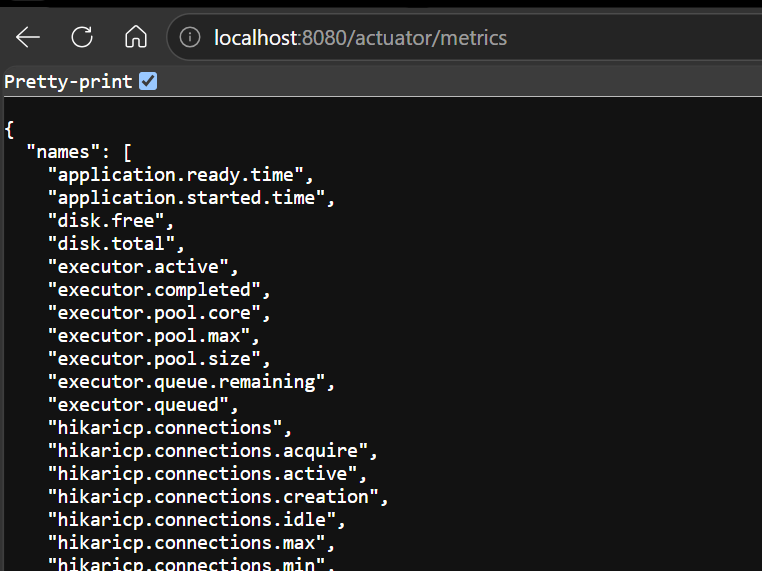 localhost:8080/actuator/metrics
Pretty-print
{
"names": [
"application.ready.time",
"application.started.time",
"disk.free",
"disk.total",
"executor.active",
"executor.completed",
"executor.pool.core",
"executor.pool.max",
"executor.pool.size",
"executor.queue.remaining",
"executor.queued",
"hikaricp.connections",
"hikaricp.connections.acquire",
"hikaricp.connections.active",
"hikaricp.connections.creation",
"hikaricp.connections.idle",
"hikaricp.connections.max",
"hikaricp.connections.min",